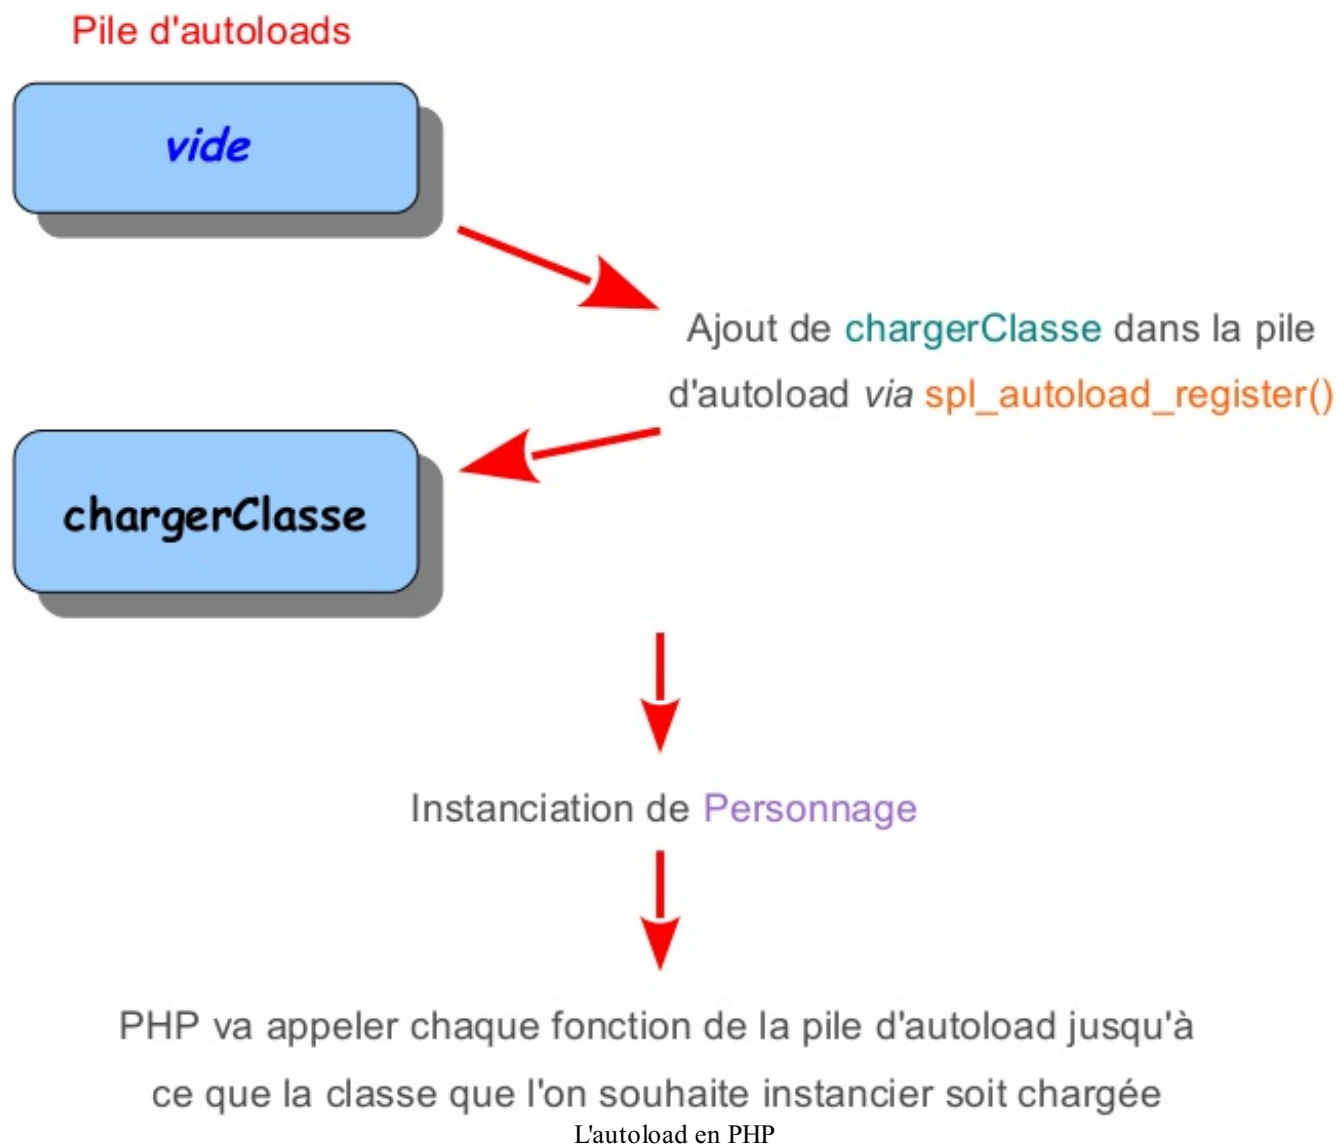 Pile d'autoloads
vide
Ajout de chargerClasse dans la pile
d'autoload via spl_autoload_register()
chargerClasse
Instanciation de Personnage
PHP va appeler chaque fonction de la pile d'autoload jusqu'à
ce que la classe que l'on souhaite instancier soit chargée
L'autoload en PHP